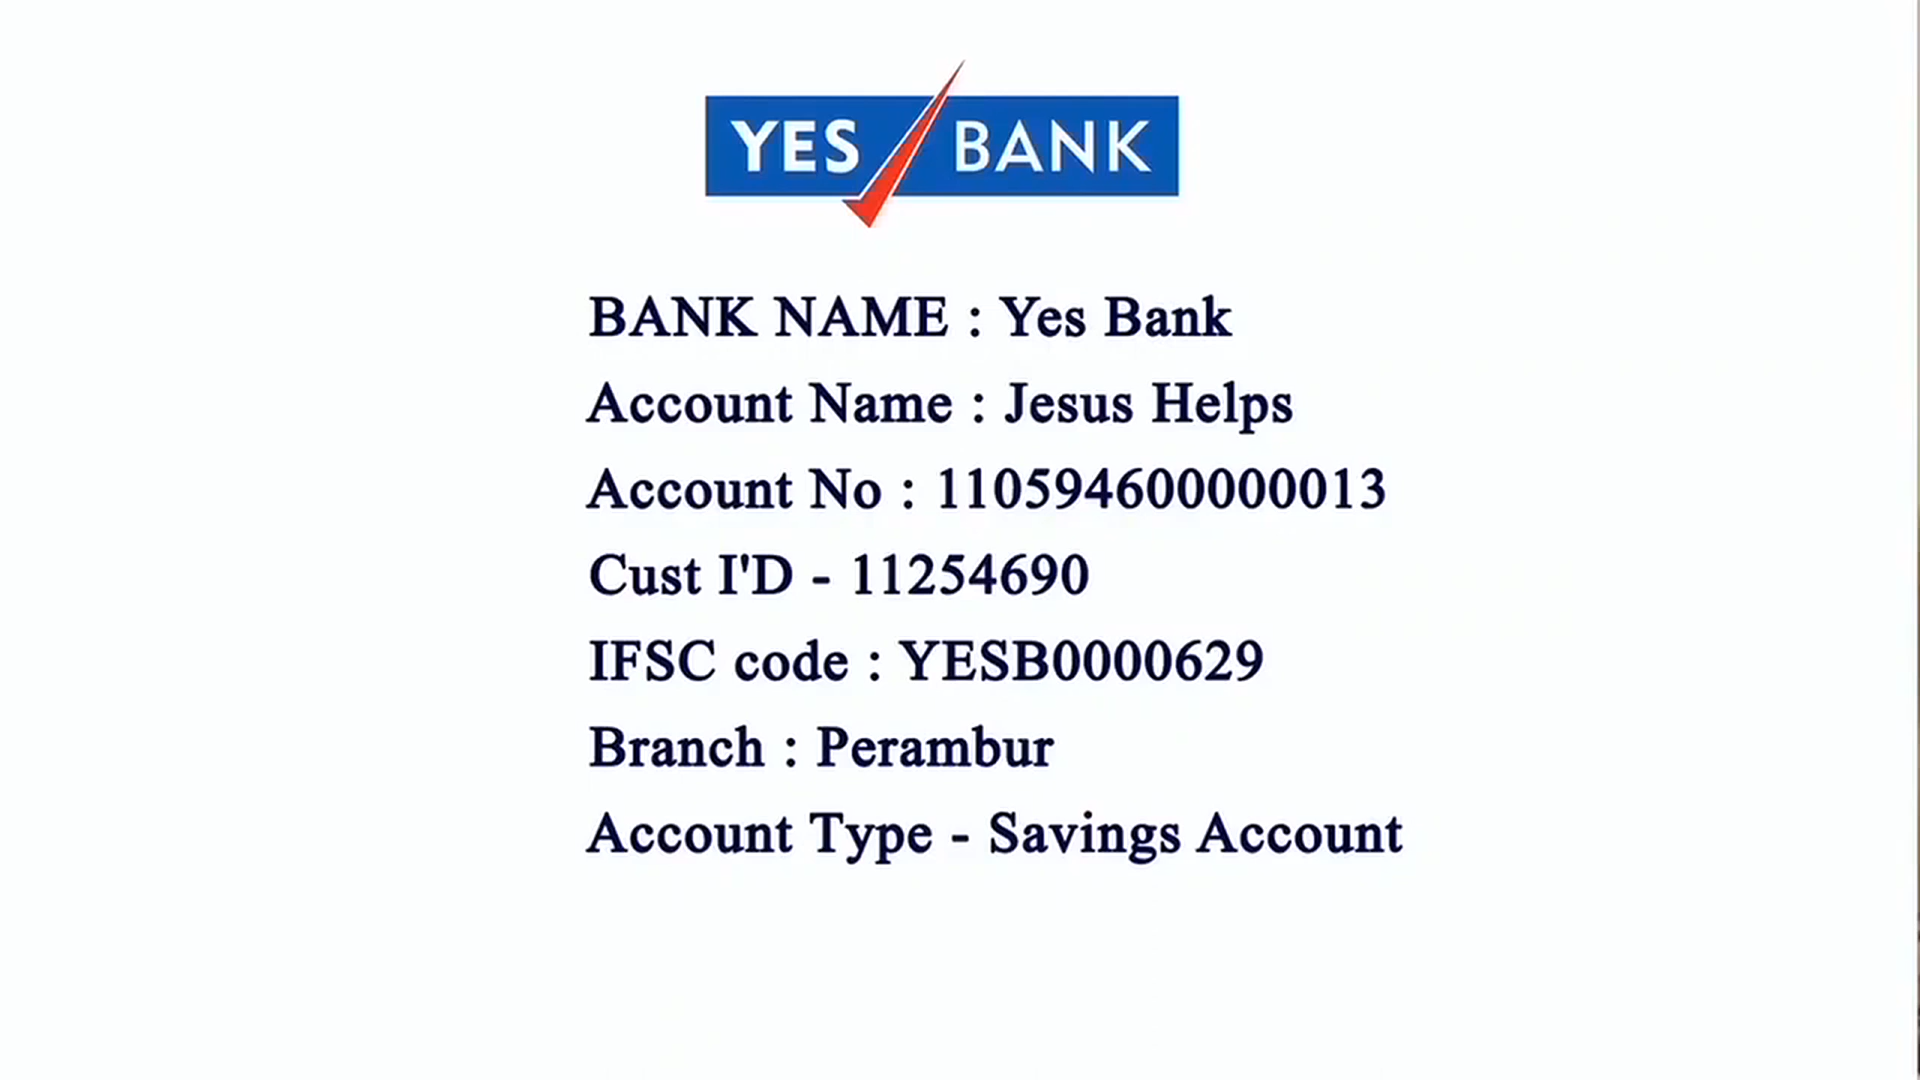 YES BANK
BANK NAME : Yes Bank
Account Name : Jesus Helps
Account No : 110594600000013
Cust I'D - 11254690
IFSC code : YESB0000629
Branch : Perambur
Account Type - Savings Account